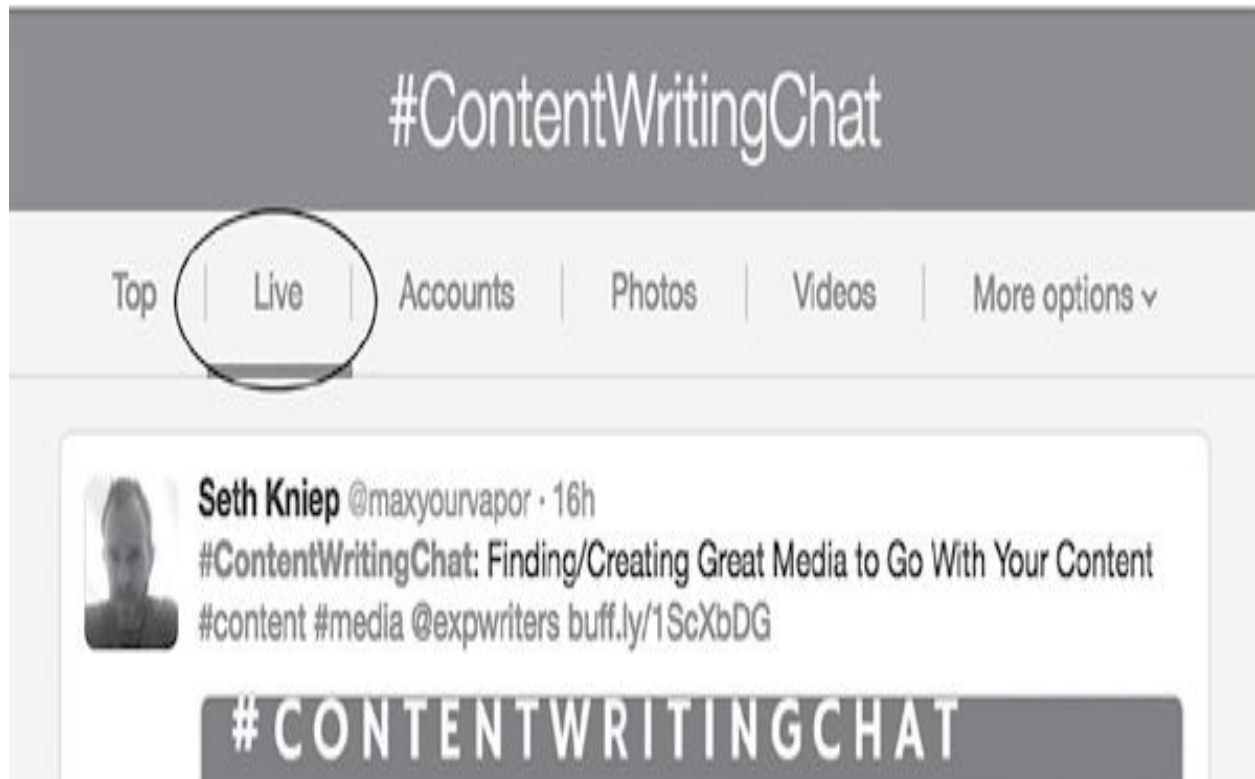 #ContentWritingChat
Top Live Accounts Photos Videos More options
Seth Kniep @maxyourvapor · 16h
#ContentWritingChat: Finding/Creating Great Media to Go With Your Content
#content #media @expwriters buff.ly/1ScXbDG
#CONTENTWRITINGCHAT